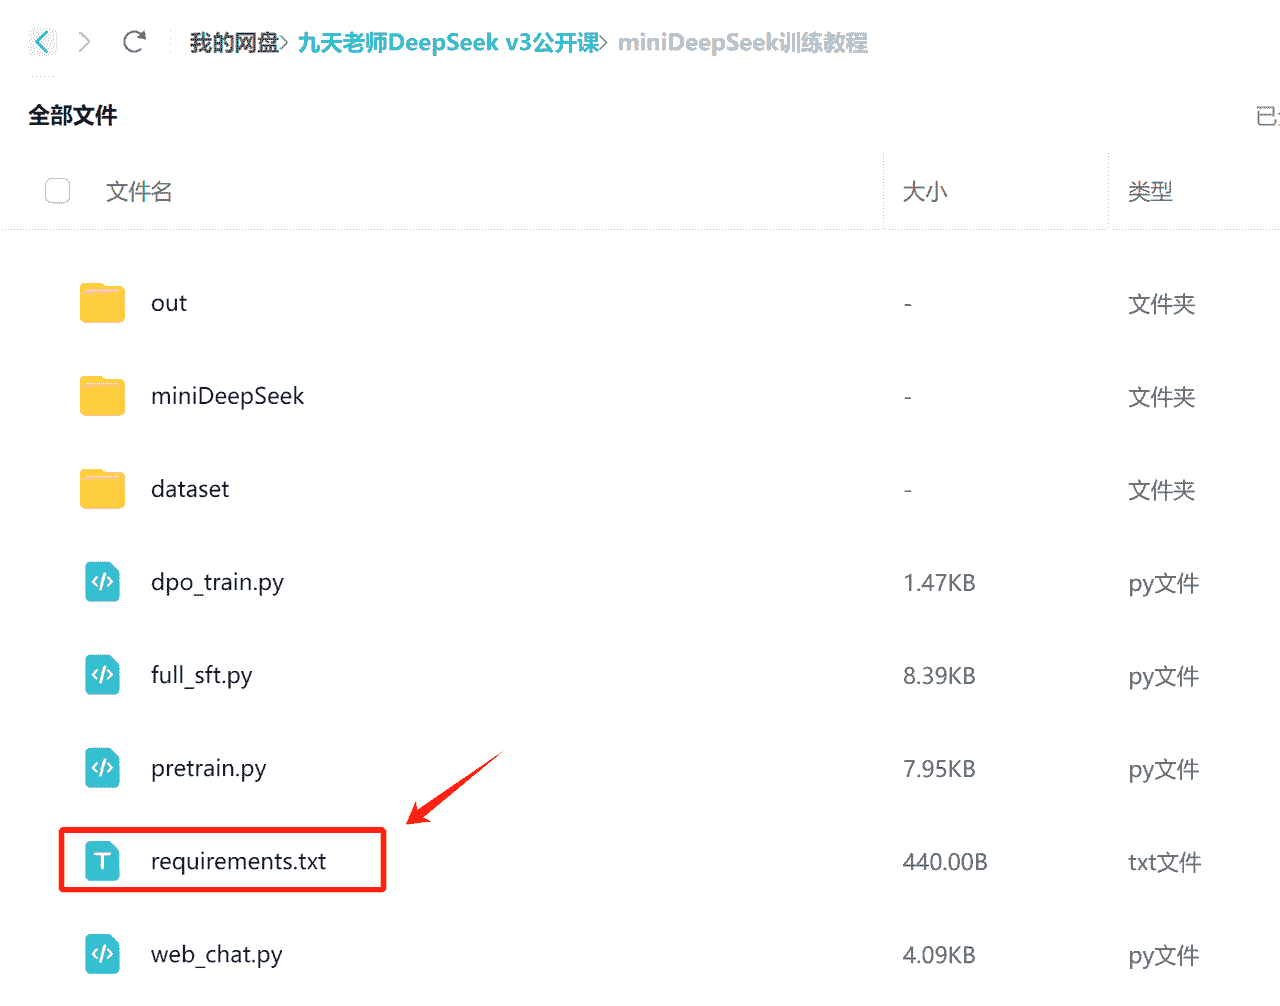 我的网盘> 九天老师DeepSeek v3公开课> miniDeepSeek训练教程
全部文件
文件名 大小 类型
out - 文件夹
miniDeepSeek - 文件夹
dataset - 文件夹
dpo_train.py 1.47KB py文件
full_sft.py 8.39KB py文件
pretrain.py 7.95KB py文件
requirements.txt 440.00B txt文件
web_chat.py 4.09KB py文件